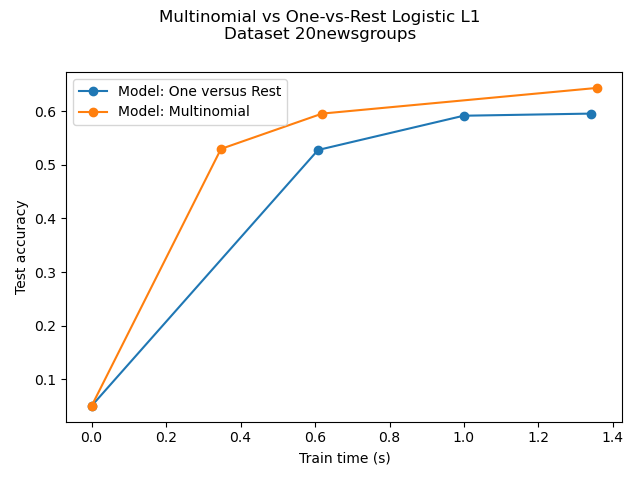 Multinomial vs One-vs-Rest Logistic L1
Dataset 20newsgroups
Model: One versus Rest
Model: Multinomial
Test accuracy
0.6
0.5
0.4
0.3
0.2
0.1
0.0 0.2 0.4 0.6 0.8 1.0 1.2 1.4
Train time (s)